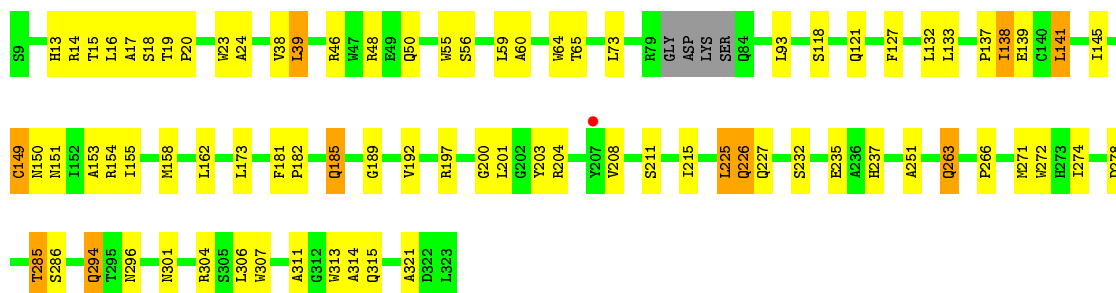 S9 H13 R14 T15 L16 A17 S18 T19 P20 W23 A24 V38 L39 R46 W47 R48 E49 Q50 W55 S56 L59 A60 W64 T65 L73 R79 GLY ASP LYS SER Q84 L93 S118 Q121 F127 L132 L133 P137 I138 E139 C140 L141 I145
C149 N150 N151 I152 A153 R154 I155 M158 L162 L173 F181 P182 Q185 G189 V192 R197 G200 L201 G202 Y203 R204 Y207 V208 S211 I215 L225 Q226 Q227 S232 E235 A236 H237 A251 Q263 P266 M271 W272 H273 I274
T285 S286 Q294 T295 N296 N301 R304 S305 L306 W307 A311 G312 W313 A314 Q315 A321 D322 L323